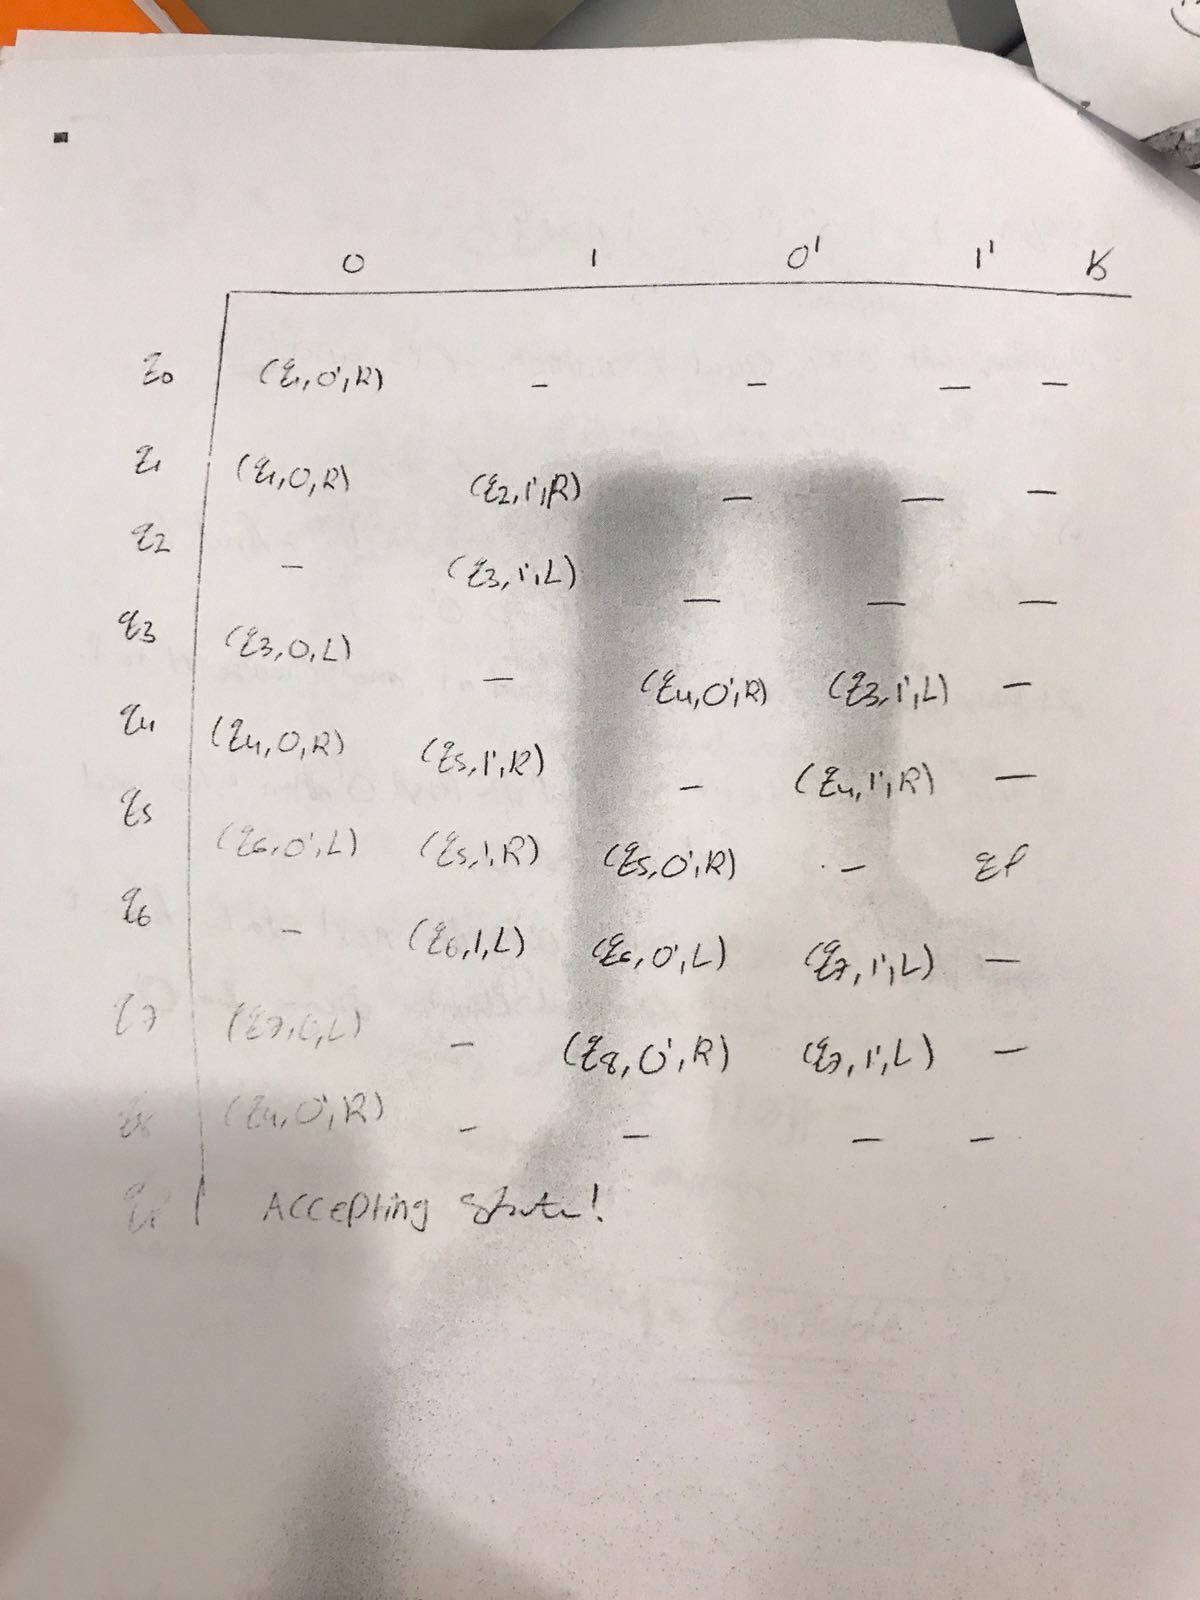 0 1 0' 1' ƀ
q0 (q1,0',R) - - - -
q1 (q1,0,R) (q2,1',R) - - -
q2 - (q3,1',L) - - -
q3 (q3,0,L) - (q4,0',R) (q3,1',L) -
q4 (q4,0,R) (q5,1',R) - (q4,1',R) -
q5 (q6,0',L) (q5,1,R) (q5,0',R) - qf
q6 - (q6,1,L) (q6,0',L) (q7,1',L) -
q7 (q7,0,L) - (q8,0',R) (q7,1',L) -
q8 (q4,0',R) - - - -
qf Accepting state!